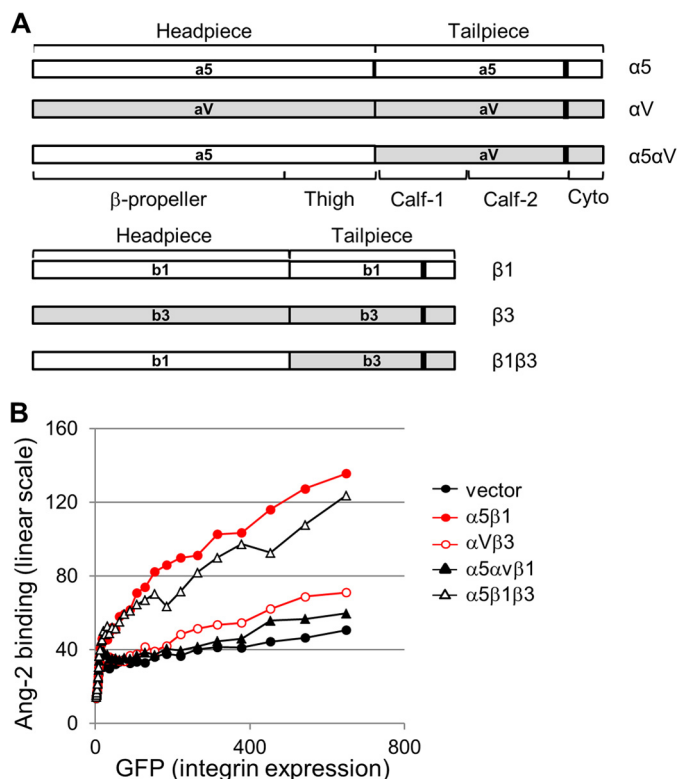 A
Headpiece Tailpiece
a5 a5 α5
aV aV αV
a5 aV α5αV
β-propeller Thigh Calf-1 Calf-2 Cyto
Headpiece Tailpiece
b1 b1 β1
b3 b3 β3
b1 b3 β1β3
B
Ang-2 binding (linear scale)
160
120
80
40
0
0 400 800
GFP (integrin expression)
vector
α5β1
αVβ3
α5αvβ1
α5β1β3